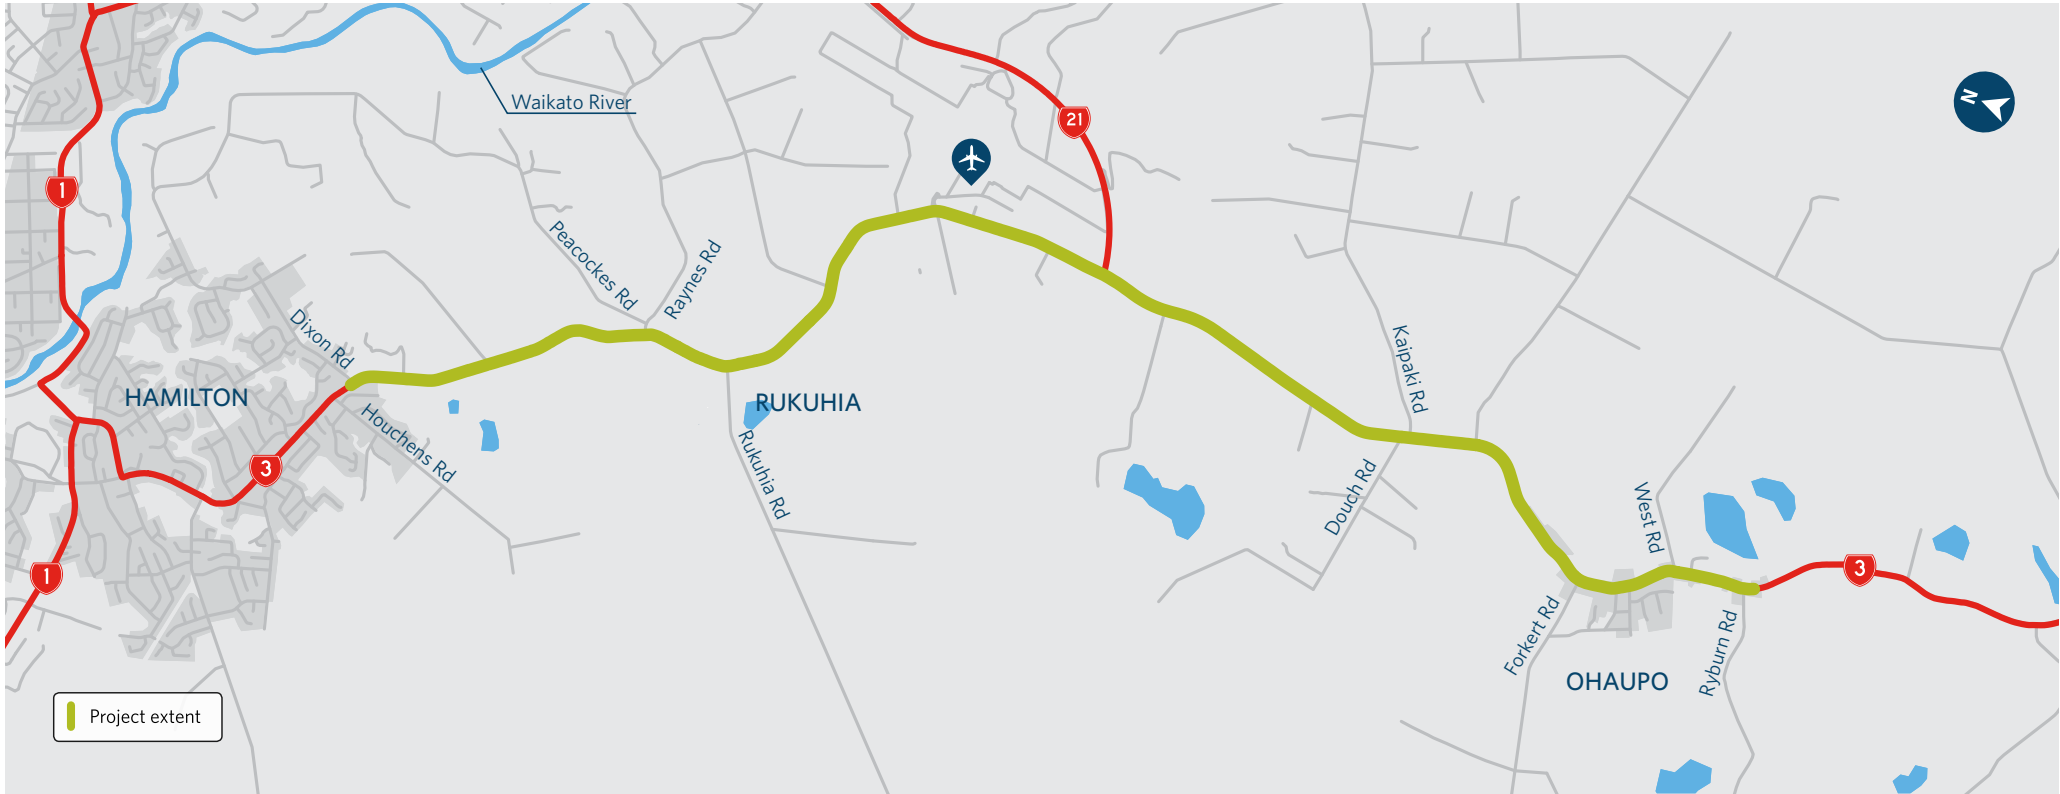 Waikato River
N
21
1
Peacockes Rd
Raynes Rd
Dixon Rd
HAMILTON
Houchens Rd
RUKUHIA
Rukuhia Rd
Kaipaki Rd
3
Douch Rd
West Rd
1
3
Forkert Rd
Ryburn Rd
OHAUPO
Project extent